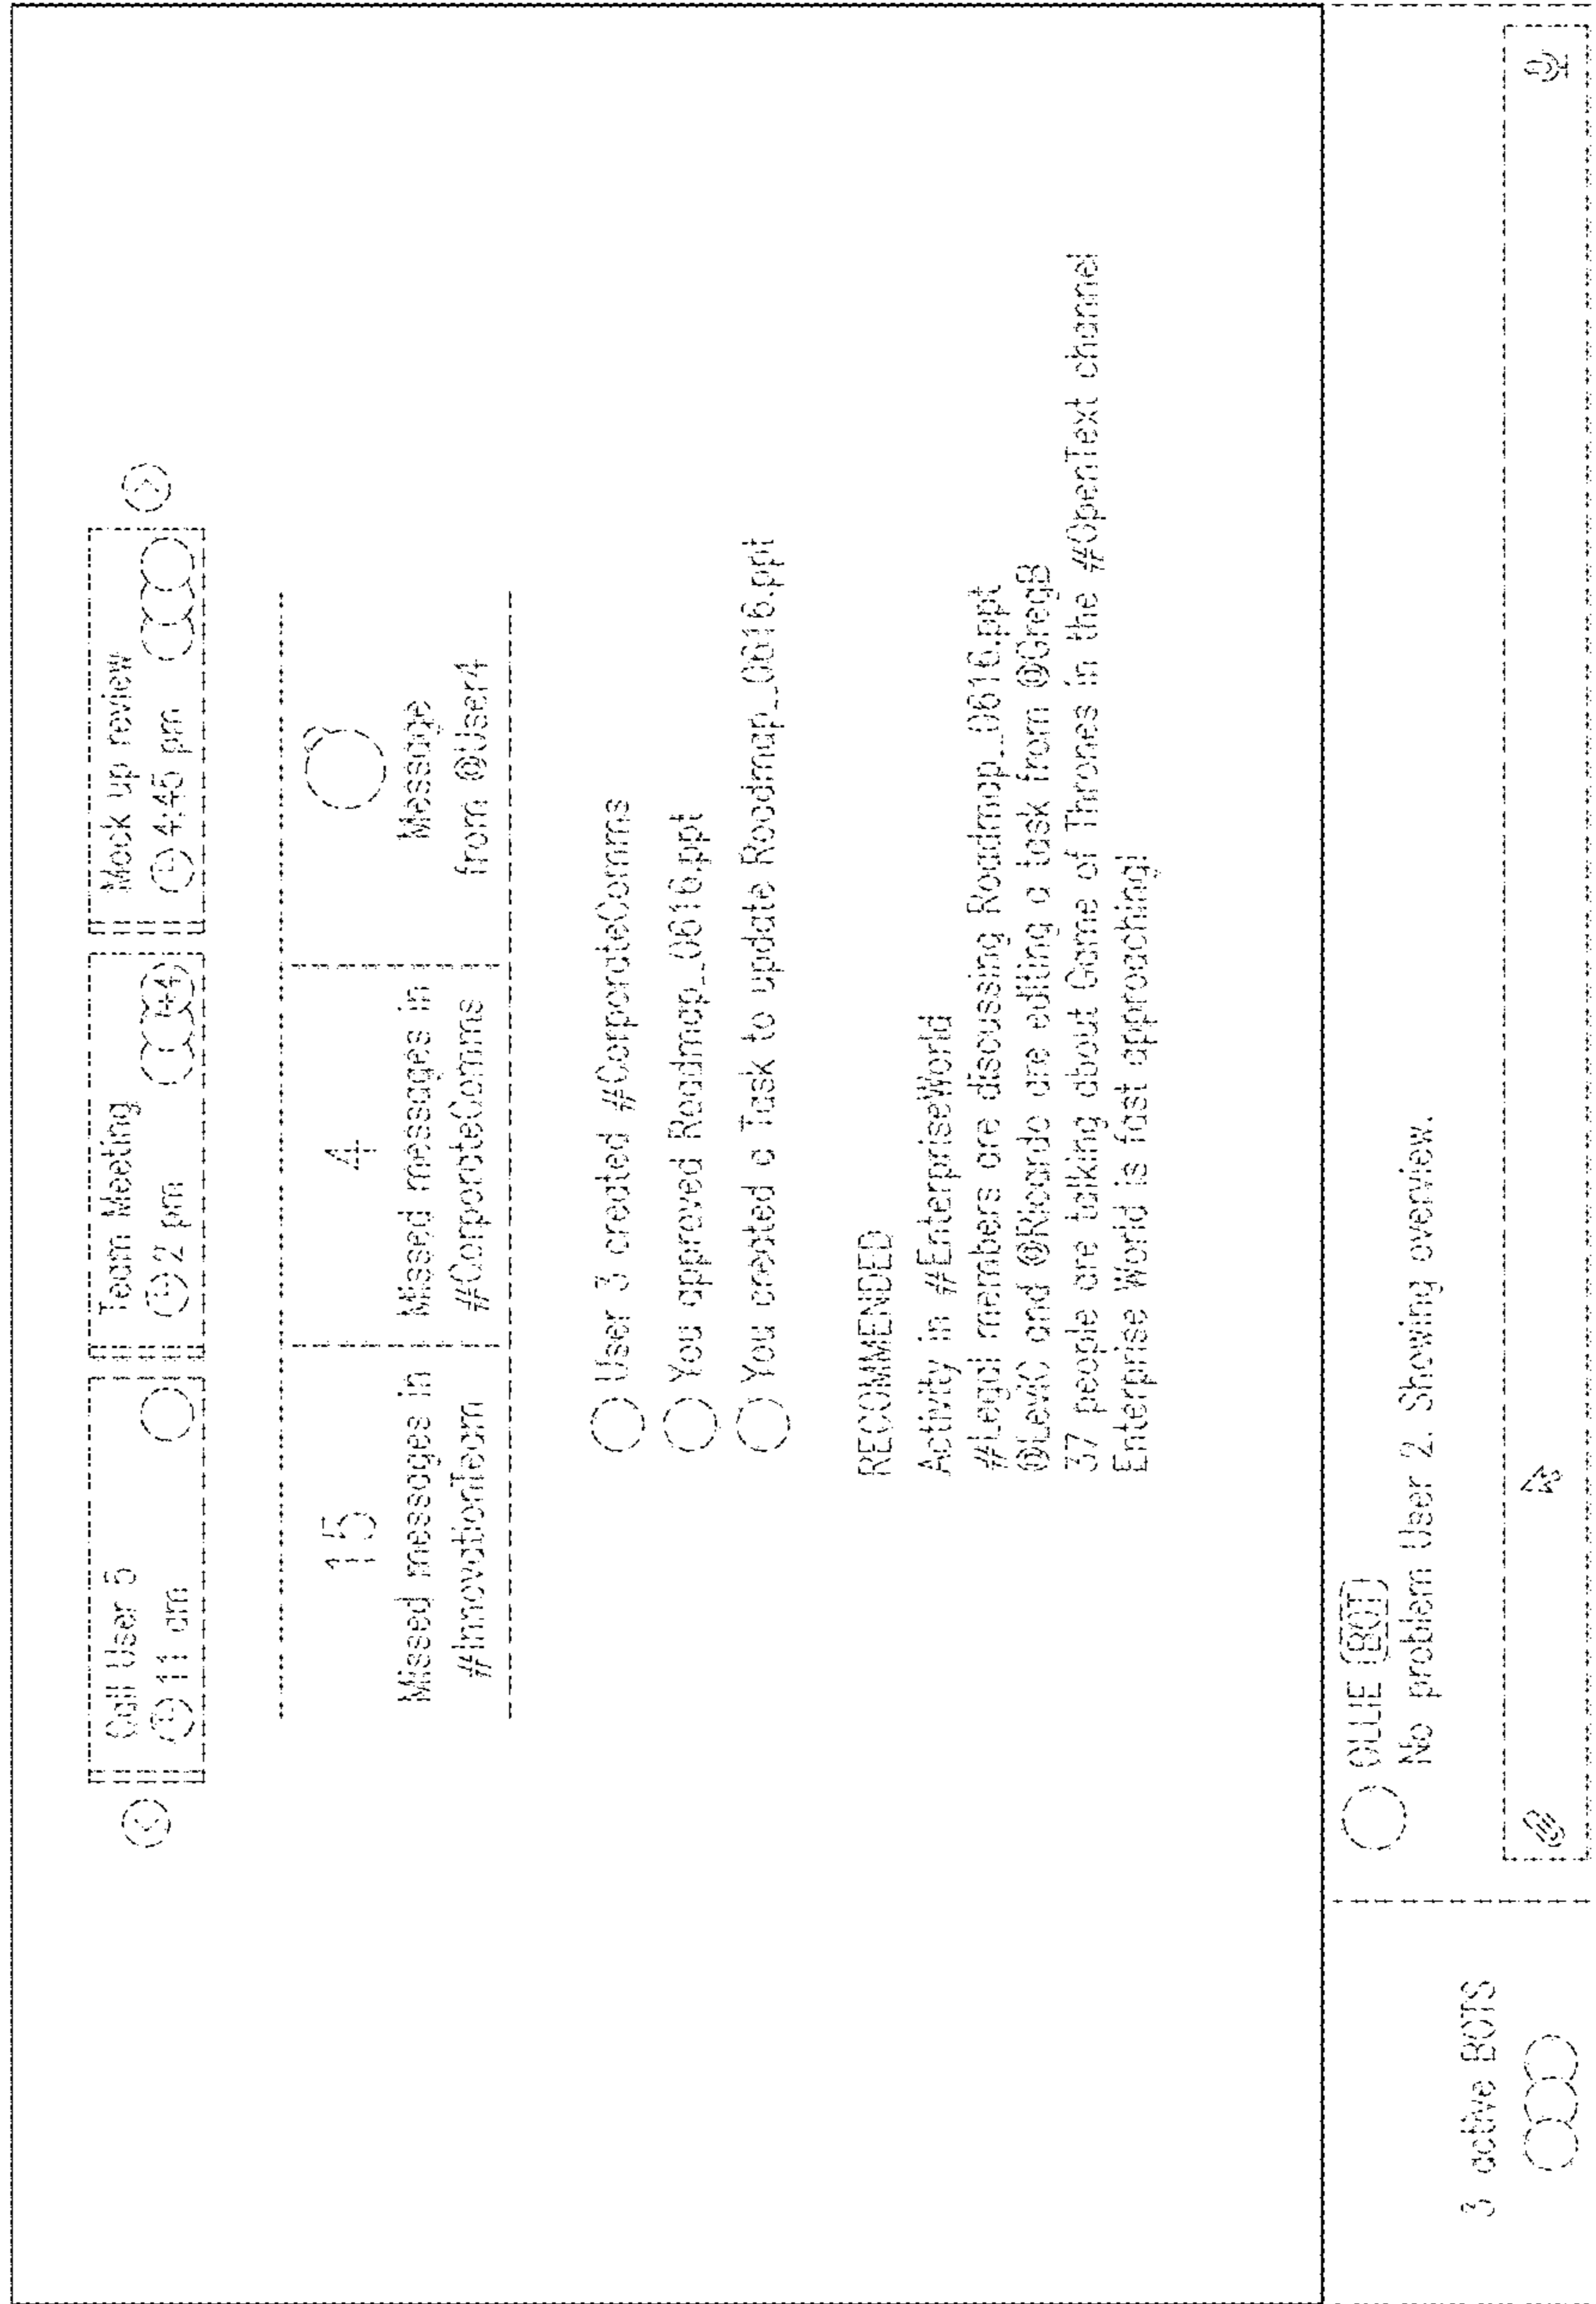 Call User 5
11 am
Team Meeting
2 pm
+4
Mock up review
4:45 pm
15
Missed messages in
#InnovationTeam
4
Missed messages in
#CorporateComms
Message
from @User4
User 3 created #CorporateComms
You approved Roadmap_0616.ppt
You created a Task to update Roadmap_0616.ppt
RECOMMENDED
Activity in #EnterpriseWorld
#Legal members are discussing Roadmap_0616.ppt
@LeviC and @Ricardo are editing a task from @GregB
37 people are talking about Game of Thrones in the #OpenText channel
Enterprise World is fast approaching!
3 active BOTS
OLLIE BOT
No problem User 2. Showing overview.